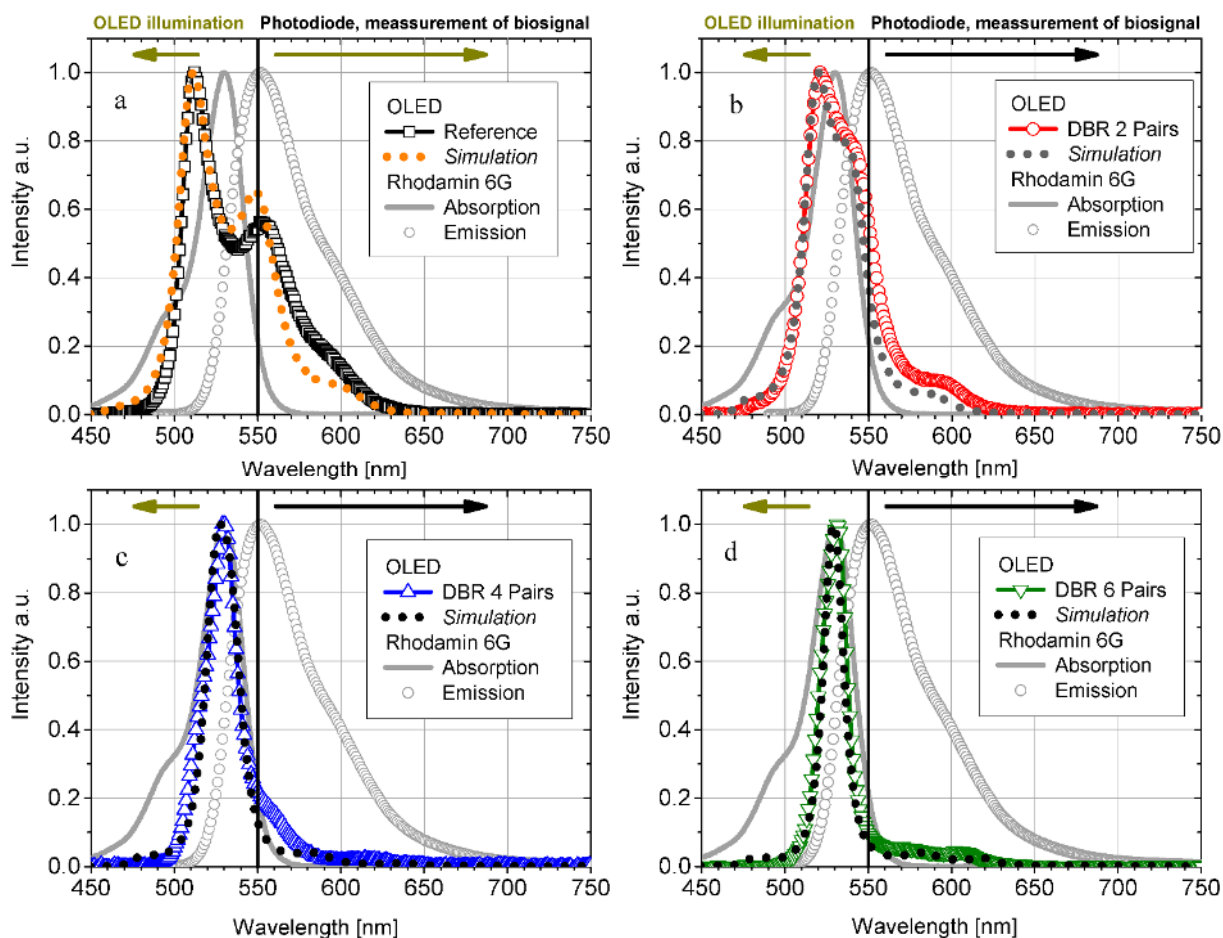 OLED illumination Photodiode, meassurement of biosignal
a
OLED
Reference
Simulation
Rhodamin 6G
Absorption
Emission
Intensity a.u.
1.0
0.8
0.6
0.4
0.2
0.0
450 500 550 600 650 700 750
Wavelength [nm]
OLED illumination Photodiode, meassurement of biosignal
b
OLED
DBR 2 Pairs
Simulation
Rhodamin 6G
Absorption
Emission
Intensity a.u.
1.0
0.8
0.6
0.4
0.2
0.0
450 500 550 600 650 700 750
Wavelength [nm]
c
OLED
DBR 4 Pairs
Simulation
Rhodamin 6G
Absorption
Emission
Intensity a.u.
1.0
0.8
0.6
0.4
0.2
0.0
450 500 550 600 650 700 750
Wavelength [nm]
d
OLED
DBR 6 Pairs
Simulation
Rhodamin 6G
Absorption
Emission
Intensity a.u.
1.0
0.8
0.6
0.4
0.2
0.0
450 500 550 600 650 700 750
Wavelength [nm]